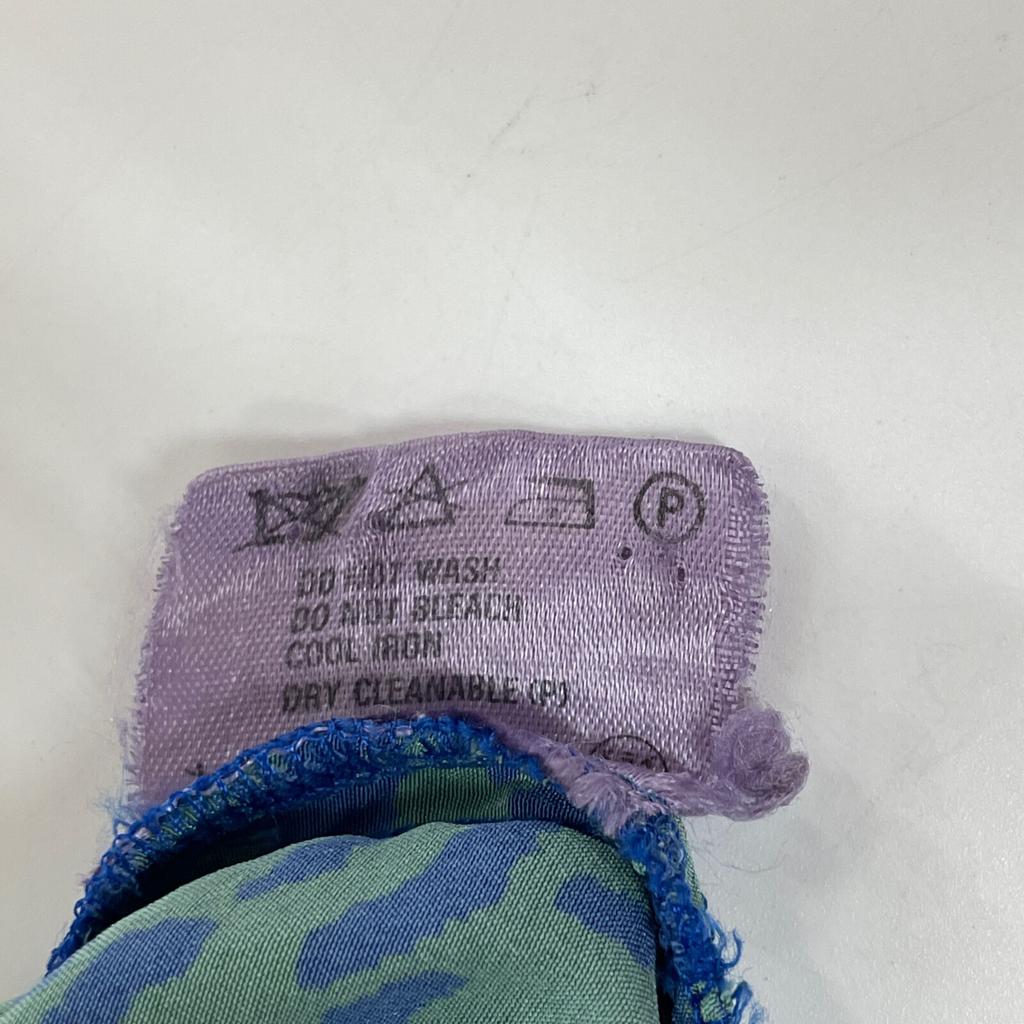 P
DO NOT WASH
DO NOT BLEACH
COOL IRON
DRY CLEANABLE (P)